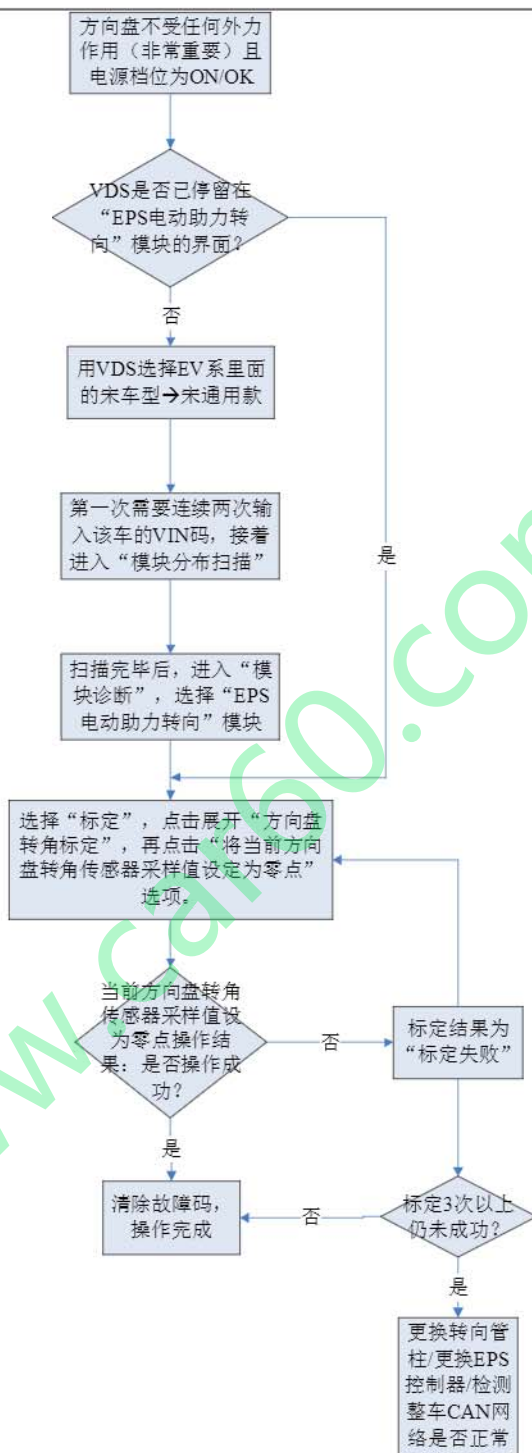 方向盘不受任何外力
作用（非常重要）且
电源档位为ON/OK
VDS是否已停留在
“EPS电动助力转
向”模块的界面？
否
用VDS选择EV系里面
的宋车型→宋通用款
第一次需要连续两次输
入该车的VIN码，接着
进入“模块分布扫描”
是
扫描完毕后，进入“模
块诊断”，选择“EPS
电动助力转向”模块
选择“标定”，点击展开“方向盘
转角标定”，再点击“将当前方向
盘转角传感器采样值设定为零点”
选项。
当前方向盘转角
传感器采样值设
为零点操作结
果：是否操作成
功？
否
标定结果为
“标定失败”
是
清除故障码，
操作完成
否
标定3次以上
仍未成功？
是
更换转向管
柱/更换EPS
控制器/检测
整车CAN网
络是否正常
www.car60.com